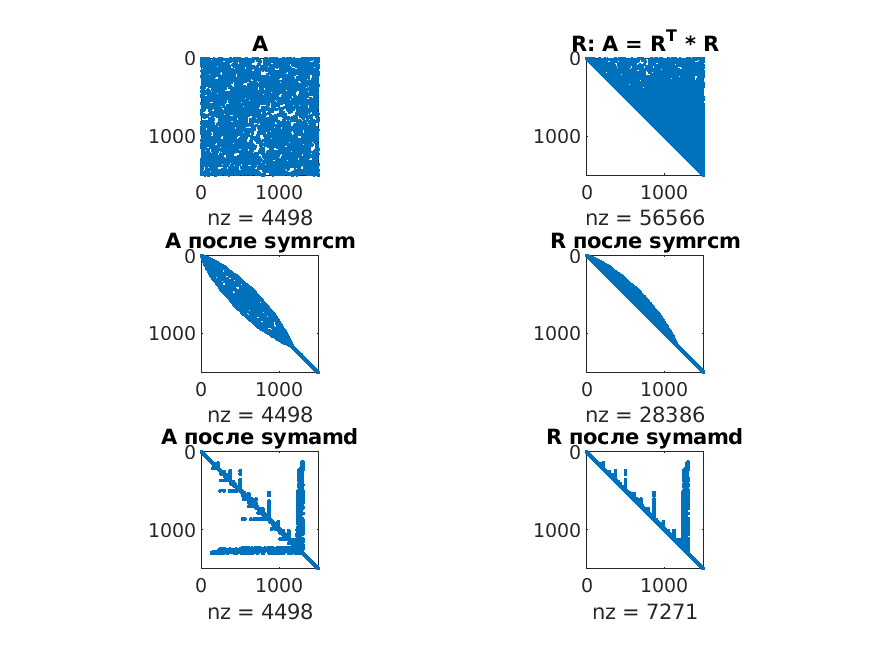 A
R: A = R^T * R
0
1000
0 1000
nz = 4498
0
1000
0 1000
nz = 56566
A после symrcm
R после symrcm
0
1000
0 1000
nz = 4498
0
1000
0 1000
nz = 28386
A после symamd
R после symamd
0
1000
0 1000
nz = 4498
0
1000
0 1000
nz = 7271